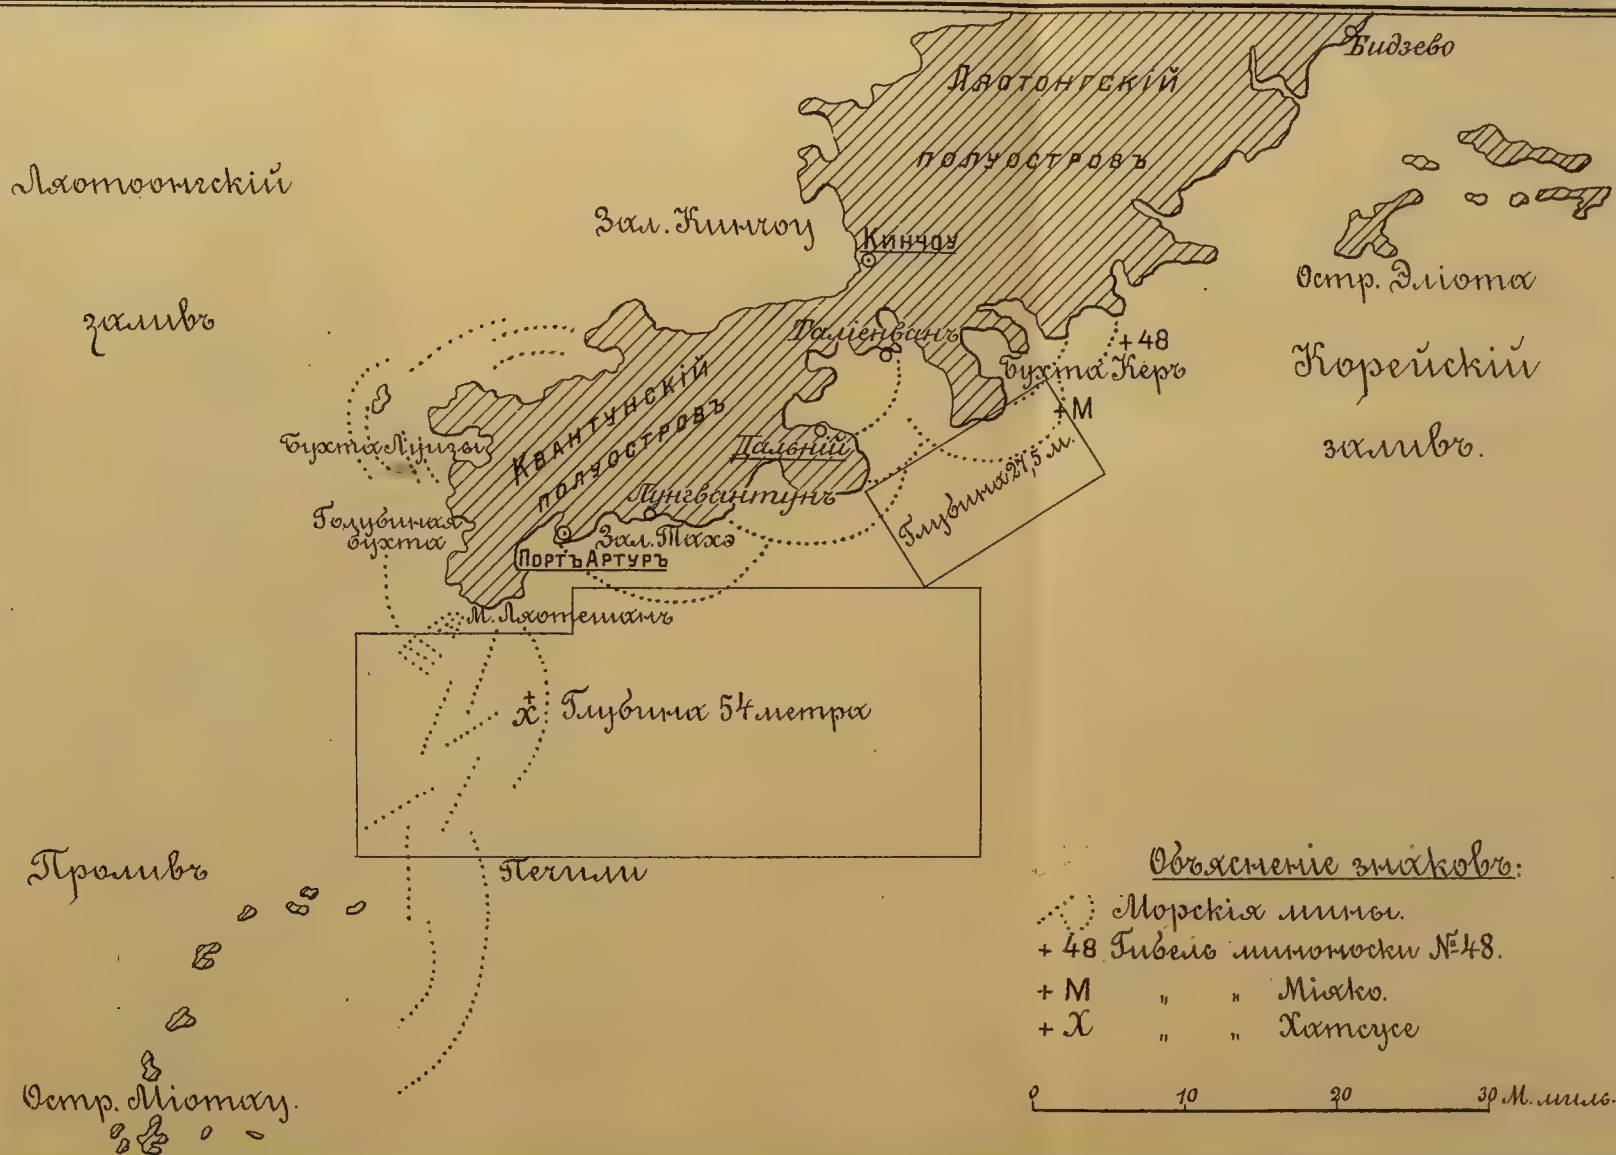 Бидзево
Ляотонгскій
полуостровъ
Ляотоонгскій
заливъ
Зал. Кинчоу
Кинчоу
Остр. Эліота
Таліенванъ
+48
Бухта Керъ
+М
Корейскій
заливъ.
Квантунскій
полуостровъ
Бухта Луизы
Дальній
Глубина 27,5 м.
Лунгвантунъ
Голубиная
бухта
Зал. Тахэ
Портъ Артуръ
М. Ляотешанъ
+
Х
Глубина 54 метра
Проливъ
Печили
Остр. Міотау.
Объясненіе знаковъ:
Морскія мины.
+ 48 Гибель миноноски № 48.
+ М " " Міяко.
+ Х " " Хатсусе
0 10 20 30 М. миль.